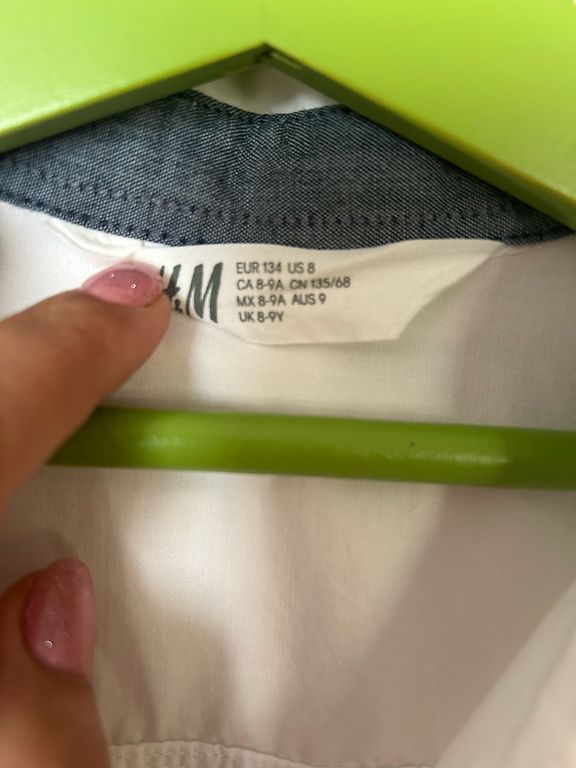 H&M
EUR 134 US 8
CA 8-9A CN 135/68
MX 8-9A AUS 9
UK 8-9Y